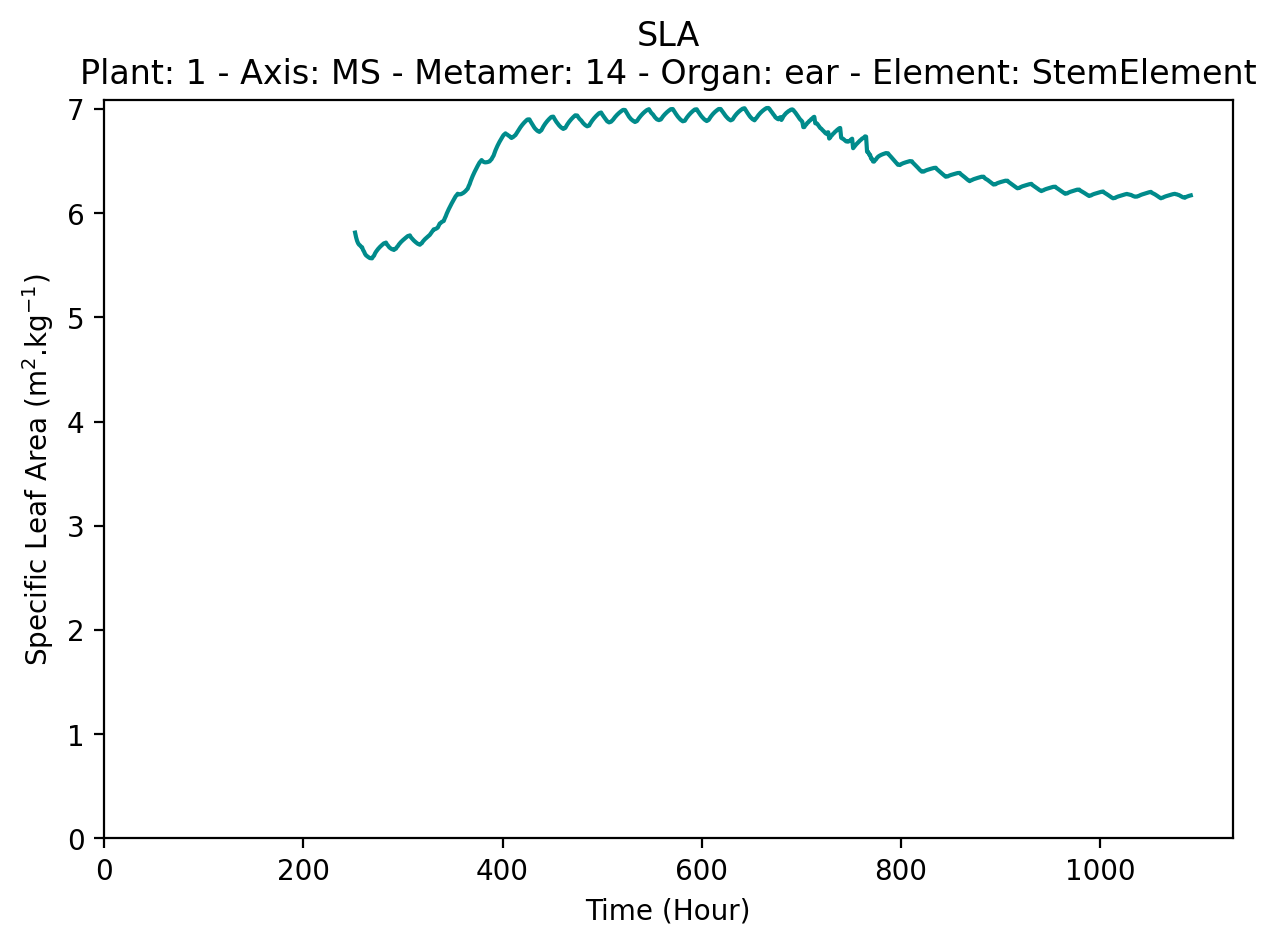 SLA
Plant: 1 - Axis: MS - Metamer: 14 - Organ: ear - Element: StemElement
7
6
5
4
3
2
1
0
Specific Leaf Area (m².kg⁻¹)
0 200 400 600 800 1000
Time (Hour)